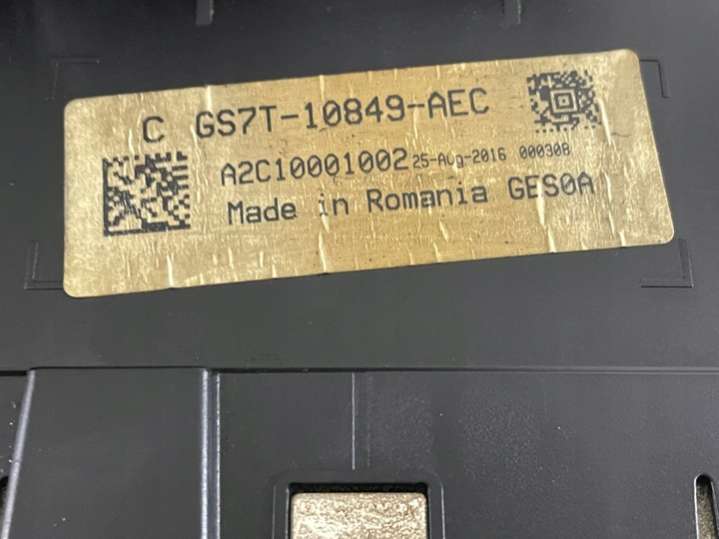 C GS7T-10849-AEC
A2C10001002 25-Aug-2016 000308
Made in Romania GES0A